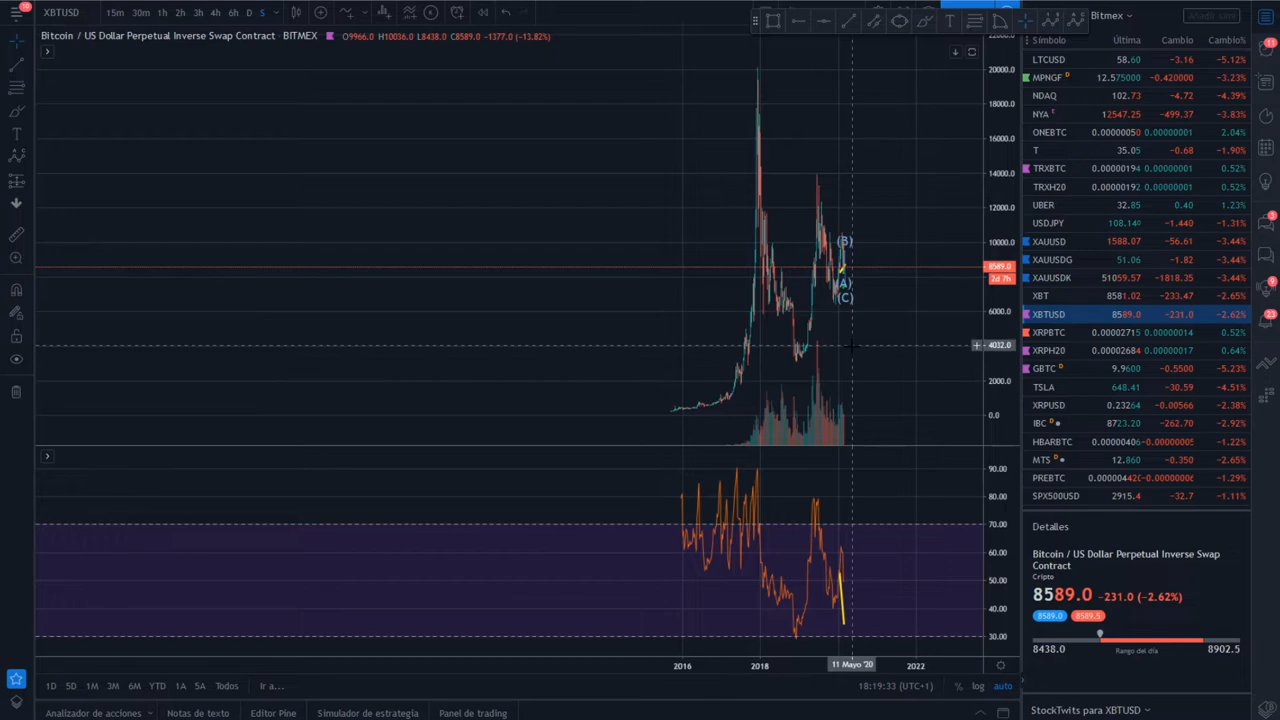 10
XBTUSD
15m 30m 1h 2h 3h 4h 6h D S
Bitmex
Bitcoin / US Dollar Perpetual Inverse Swap Contract · BITMEX O9966.0 H10036.0 L8438.0 C8589.0 −1377.0 (−13.82%)
Símbolo Última Cambio Cambio%
LTCUSD 58.60 −3.16 −5.12%
MPNGF D 12.575000 −0.420000 −3.23%
NDAQ 102.73 −4.72 −4.39%
NYA E 12547.25 −499.37 −3.83%
ONEBTC 0.00000050 0.00000001 2.04%
T 35.05 −0.68 −1.90%
TRXBTC 0.00000194 0.00000001 0.52%
TRXH20 0.00000192 0.00000001 0.52%
UBER 32.85 0.40 1.23%
USDJPY 108.140 −1.440 −1.31%
XAUUSD 1588.07 −56.61 −3.44%
XAUUSDG 51.06 −1.82 −3.44%
XAUUSDK 51059.57 −1818.35 −3.44%
XBT 8581.02 −233.47 −2.65%
XBTUSD 8589.0 −231.0 −2.62%
XRPBTC 0.00002715 0.00000014 0.52%
XRPH20 0.00002684 0.00000017 0.64%
GBTC D 9.9600 −0.5500 −5.23%
TSLA 648.41 −30.59 −4.51%
XRPUSD 0.23264 −0.00566 −2.38%
IBC D 8723.20 −262.70 −2.92%
HBARBTC 0.00000406 −0.00000005 −1.22%
MTS D 12.860 −0.350 −2.65%
PREBTC 0.00000442 −0.00000006 −1.29%
SPX500USD 2915.4 −32.7 −1.11%
20000.0
18000.0
16000.0
14000.0
12000.0
10000.0
8589.0
2d 7h
6000.0
4032.0
2000.0
0.0
(B)
(A)
(C)
90.00
80.00
70.00
60.00
50.00
40.00
30.00
2016 2018 11 Mayo '20 2022
1D 5D 1M 3M 6M YTD 1A 5A Todos Ir a...
18:19:33 (UTC+1) % log auto
Analizador de acciones Notas de texto Editor Pine Simulador de estrategia Panel de trading
Detalles
Bitcoin / US Dollar Perpetual Inverse Swap
Contract
Cripto
8589.0 −231.0 (−2.62%)
8589.0 8589.5
8438.0 Rango del día 8902.5
StockTwits para XBTUSD
11
3
9
23